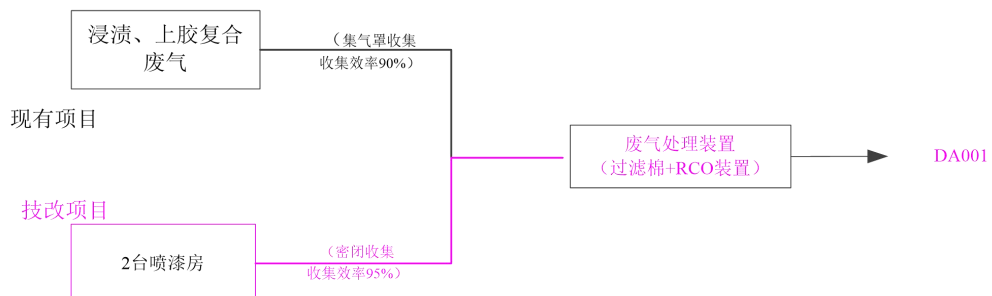 浸渍、上胶复合
废气
（集气罩收集
收集效率90%）
现有项目
废气处理装置
（过滤棉+RCO装置）
DA001
技改项目
2台喷漆房
（密闭收集
收集效率95%）